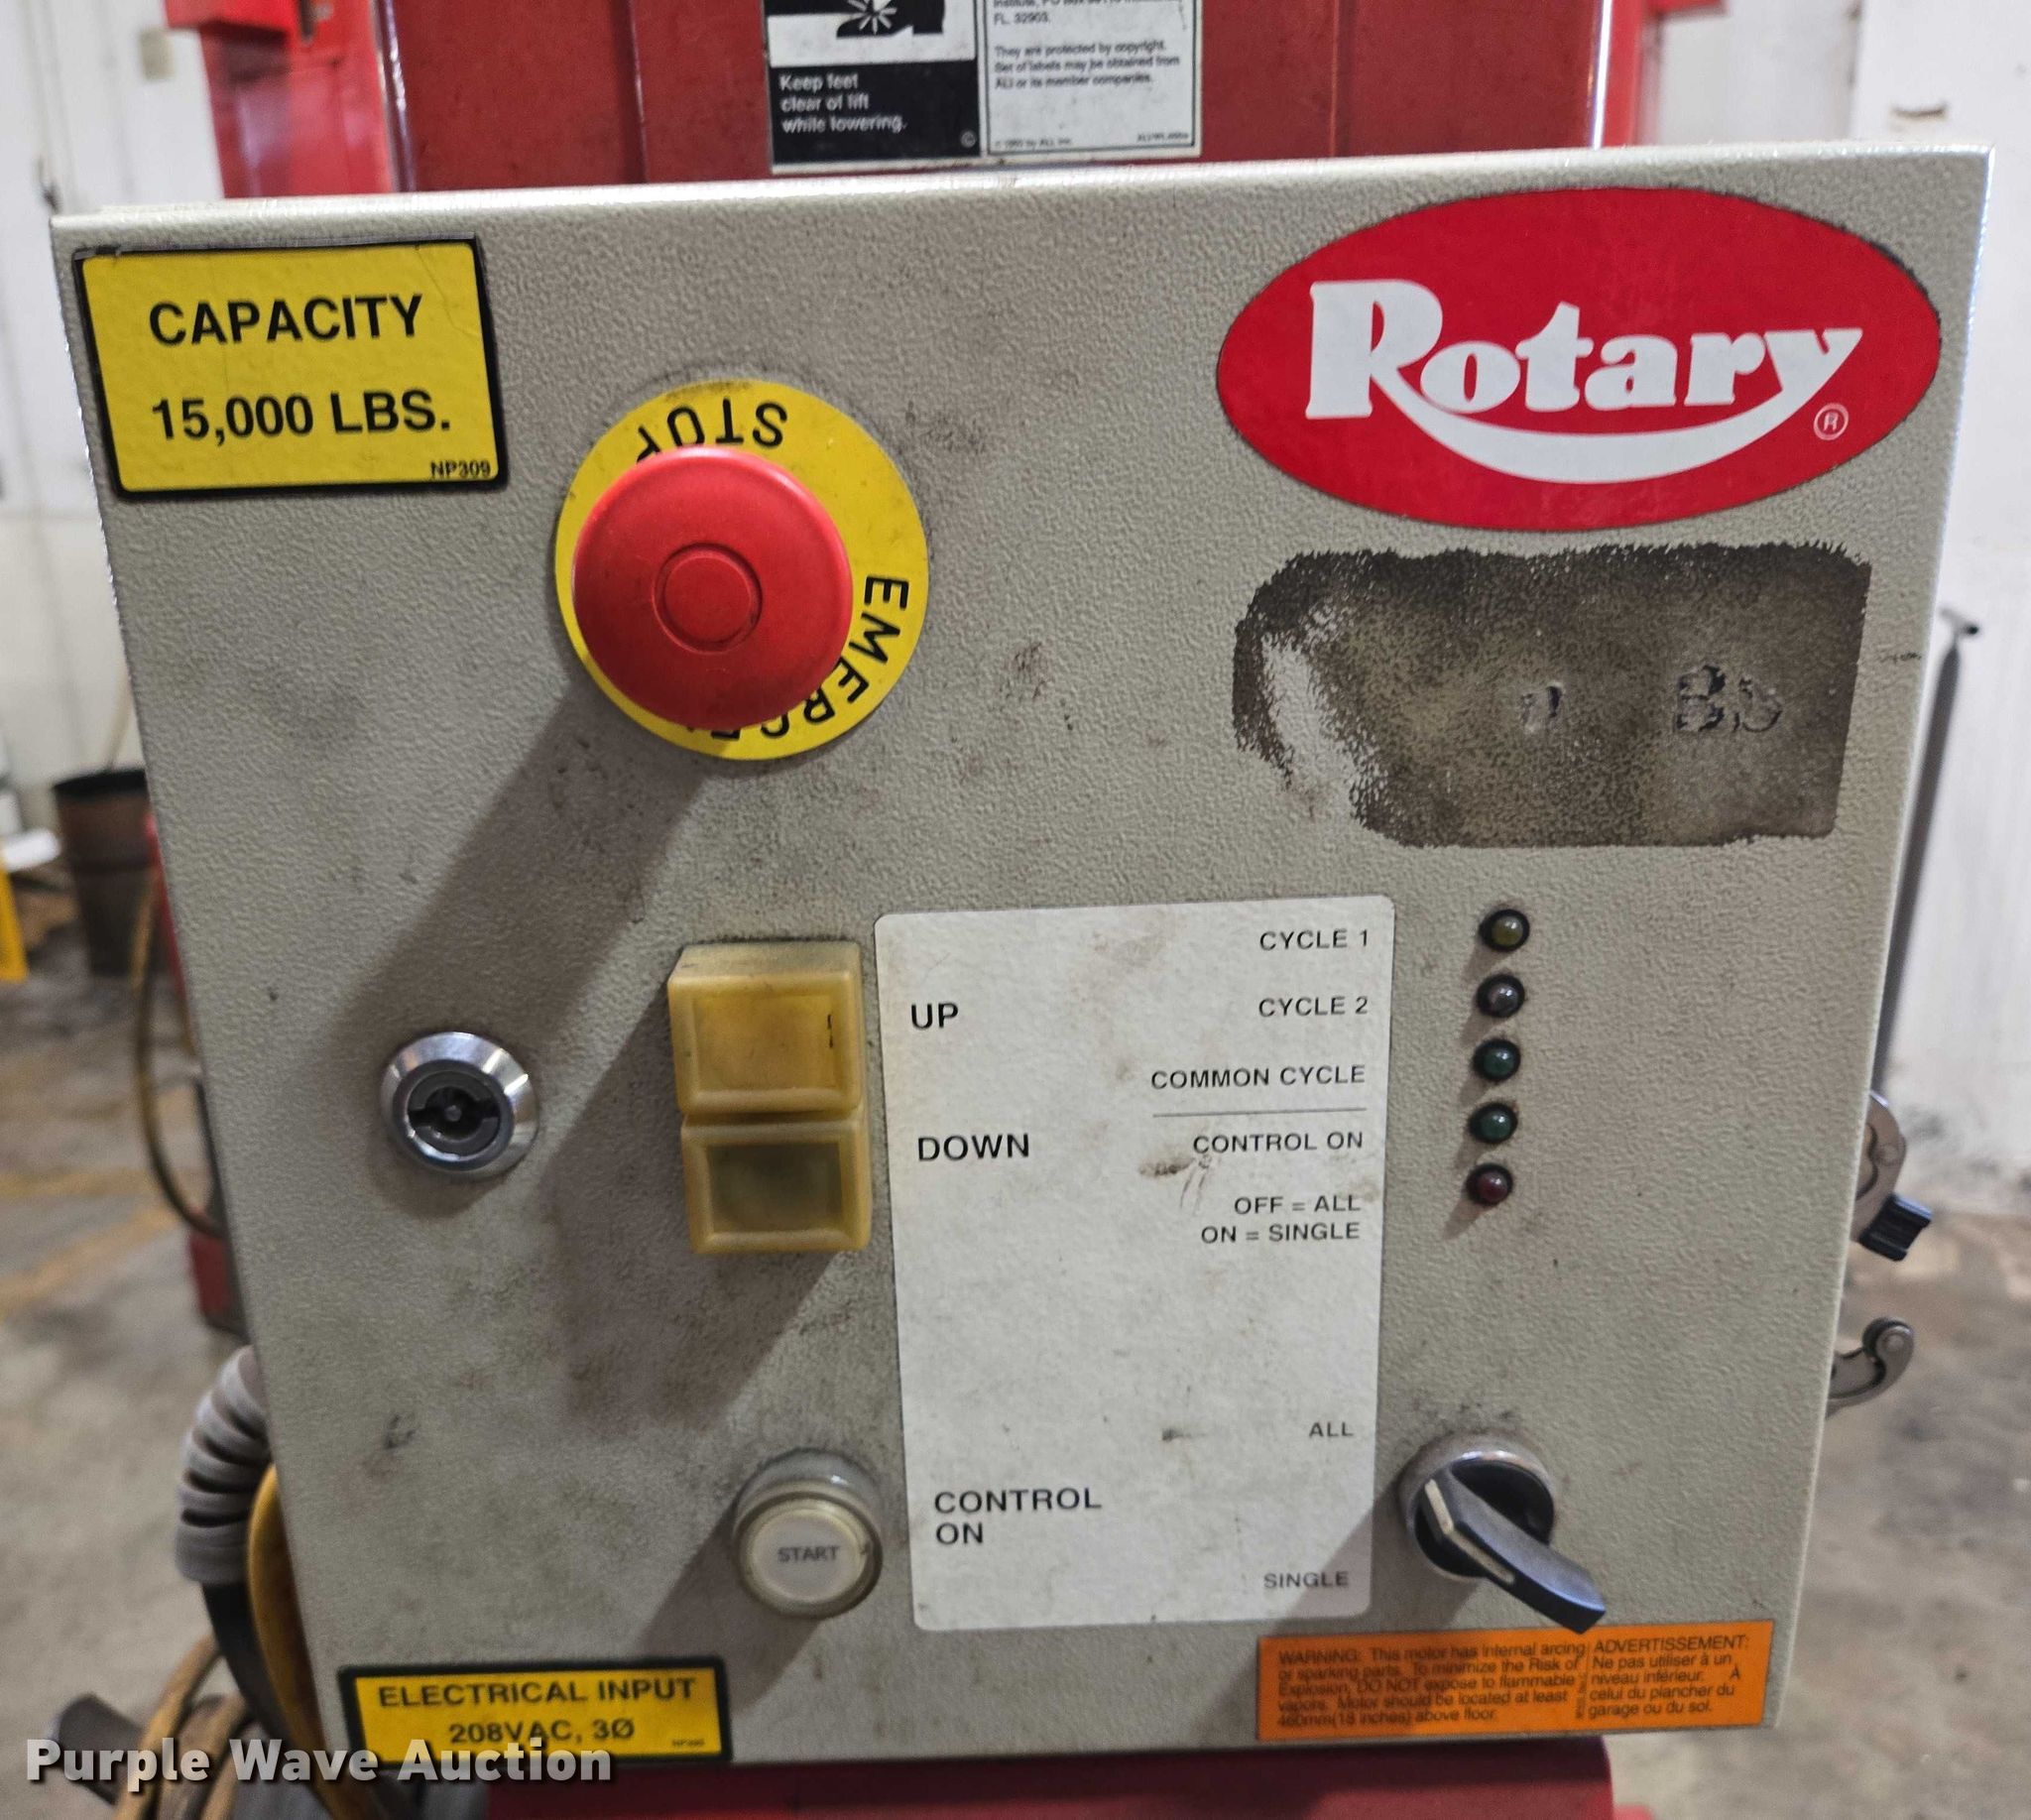 Keep feet
clear of lift
while lowering.
©
FL. 32903.
They are protected by copyright.
Set of labels may be obtained from
ALI or its member companies.
by ALI, Inc.
CAPACITY
15,000 LBS.
NP309
STOP
Rotary
®
CYCLE 1
UP
CYCLE 2
COMMON CYCLE
DOWN
CONTROL ON
OFF = ALL
ON = SINGLE
ALL
CONTROL
ON
START
SINGLE
ELECTRICAL INPUT
208VAC, 3Ø
WARNING: This motor has internal arcing
or sparking parts. To minimize the Risk of
Explosion, DO NOT expose to flammable
vapors. Motor should be located at least
460mm(18 inches) above floor.
ADVERTISSEMENT:
Ne pas utiliser à un
niveau inférieur. À
celui du plancher du
garage ou du sol.
Purple Wave Auction